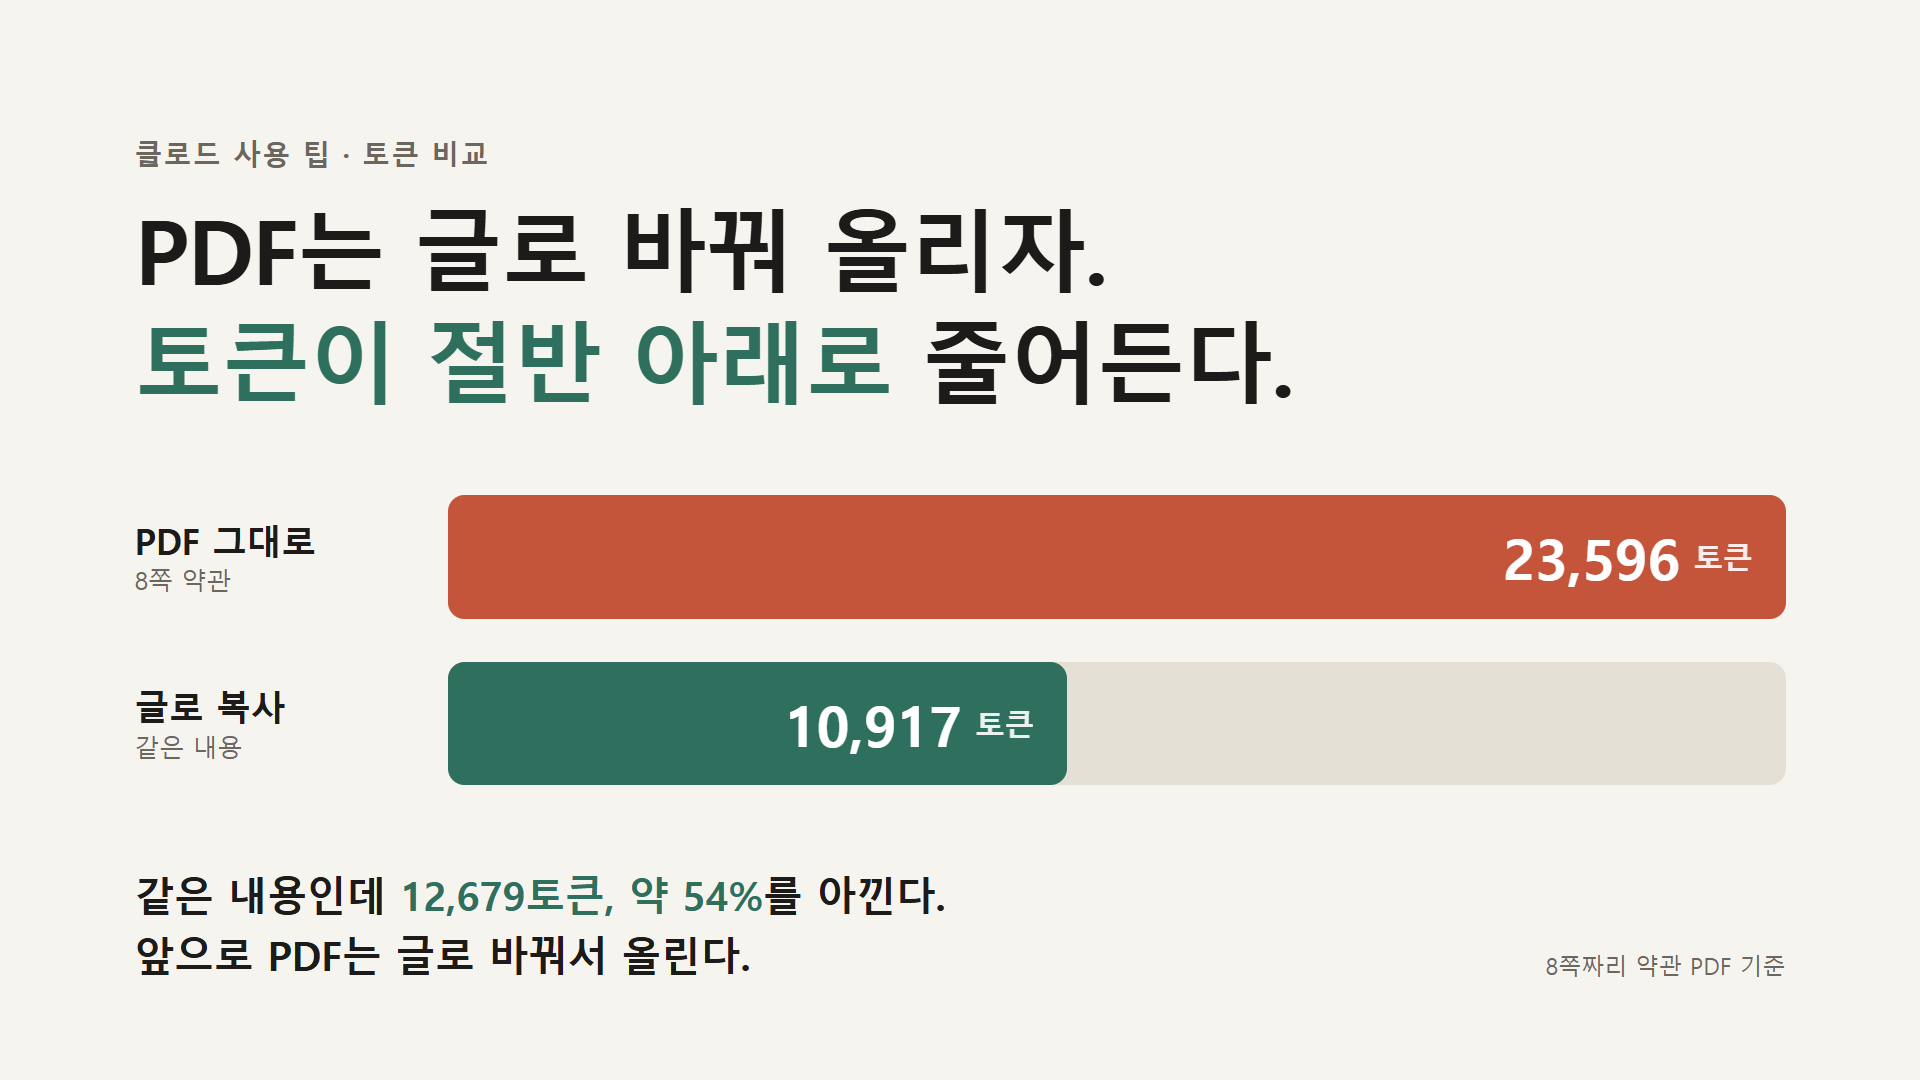 클로드 사용 팁 · 토큰 비교
PDF는 글로 바꿔 올리자.
토큰이 절반 아래로 줄어든다.
PDF 그대로
8쪽 약관
23,596 토큰
글로 복사
같은 내용
10,917 토큰
같은 내용인데 12,679토큰, 약 54%를 아낀다.
앞으로 PDF는 글로 바꿔서 올린다.
8쪽짜리 약관 PDF 기준